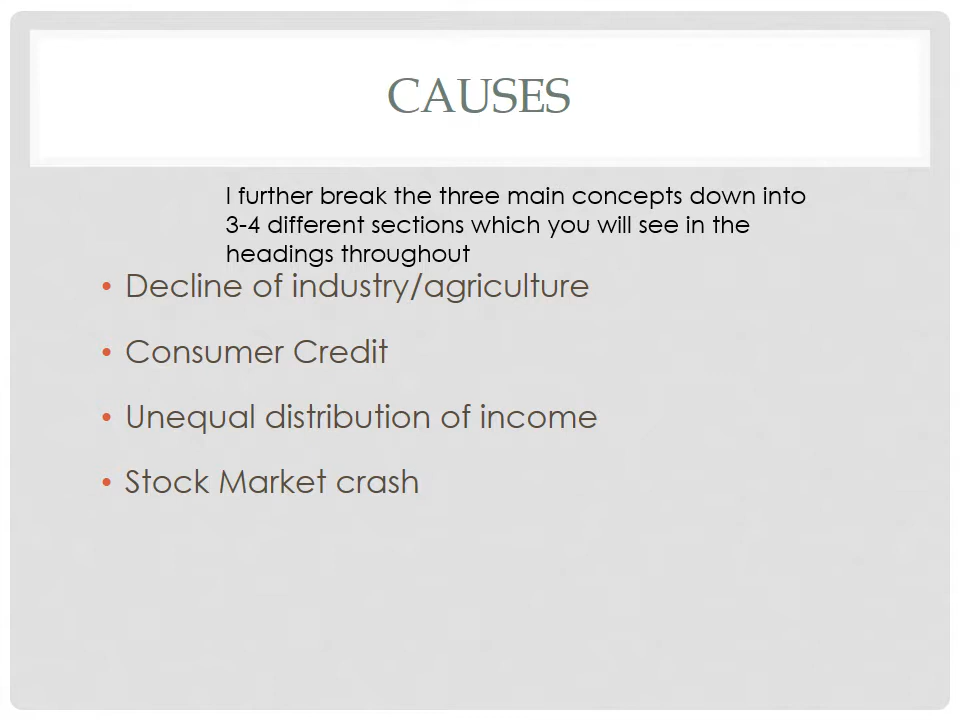 CAUSES
I further break the three main concepts down into
3-4 different sections which you will see in the
headings throughout
• Decline of industry/agriculture
• Consumer Credit
• Unequal distribution of income
• Stock Market crash